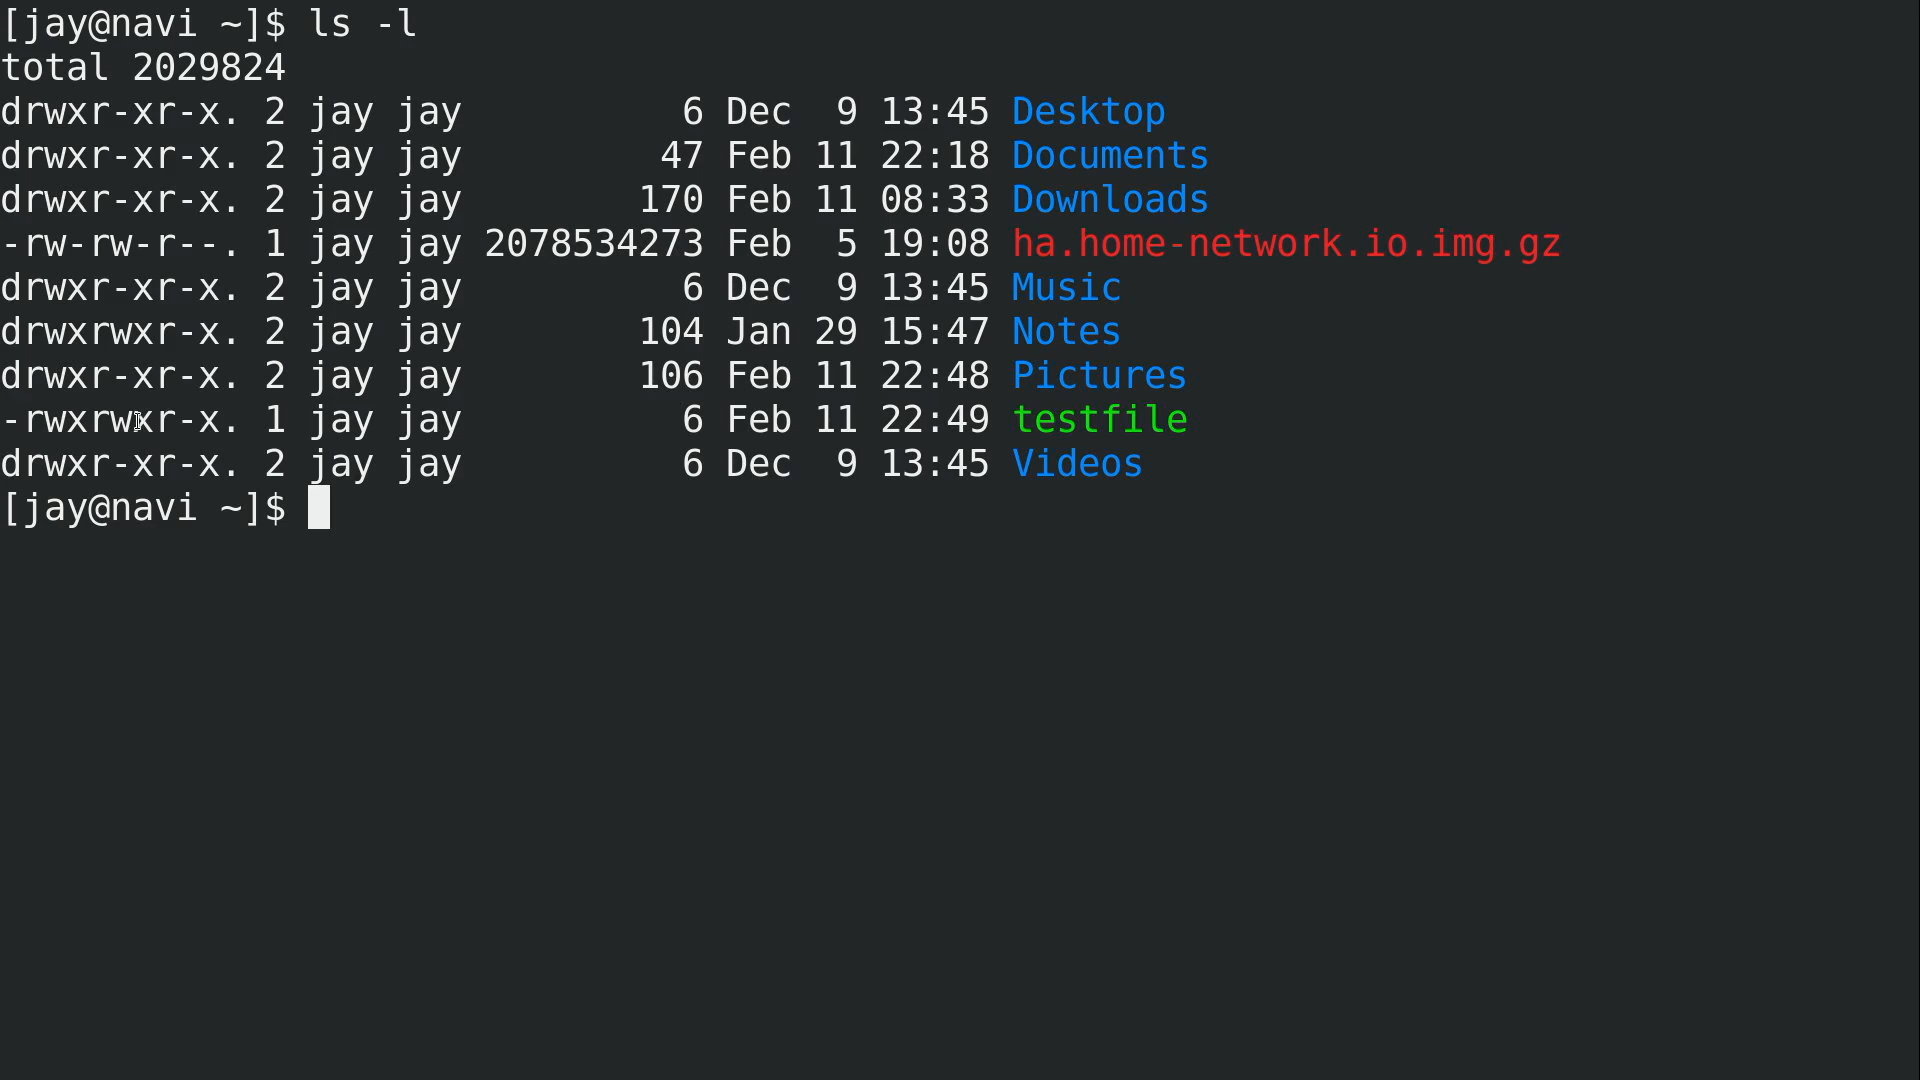 [jay@navi ~]$ ls -l
total 2029824
drwxr-xr-x. 2 jay jay          6 Dec  9 13:45 Desktop
drwxr-xr-x. 2 jay jay         47 Feb 11 22:18 Documents
drwxr-xr-x. 2 jay jay        170 Feb 11 08:33 Downloads
-rw-rw-r--. 1 jay jay 2078534273 Feb  5 19:08 ha.home-network.io.img.gz
drwxr-xr-x. 2 jay jay          6 Dec  9 13:45 Music
drwxrwxr-x. 2 jay jay        104 Jan 29 15:47 Notes
drwxr-xr-x. 2 jay jay        106 Feb 11 22:48 Pictures
-rwxrwxr-x. 1 jay jay          6 Feb 11 22:49 testfile
drwxr-xr-x. 2 jay jay          6 Dec  9 13:45 Videos
[jay@navi ~]$